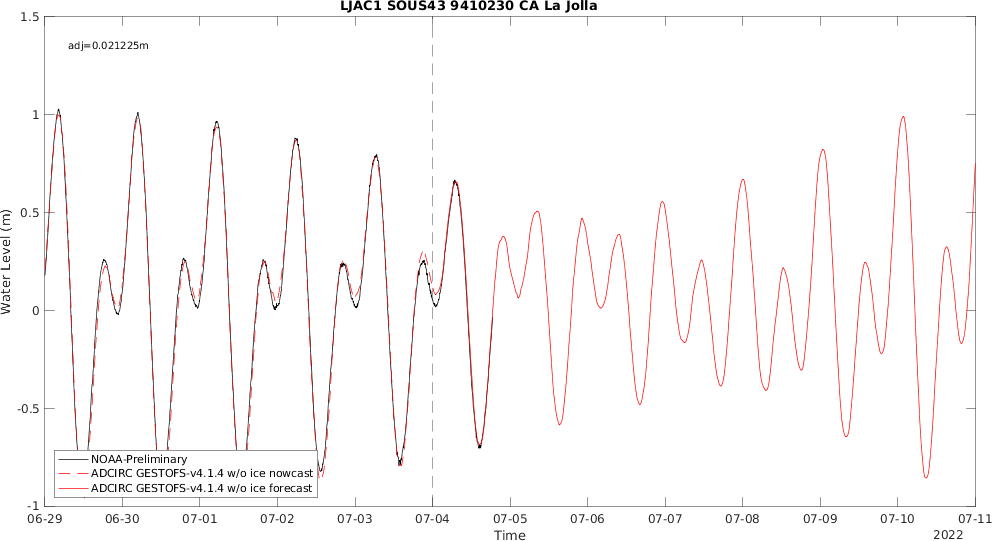 LJAC1 SOUS43 9410230 CA La Jolla
1.5
adj=0.021225m
1
0.5
Water Level (m)
0
-0.5
NOAA-Preliminary
ADCIRC GESTOFS-v4.1.4 w/o ice nowcast
ADCIRC GESTOFS-v4.1.4 w/o ice forecast
-1
06-29 06-30 07-01 07-02 07-03 07-04 07-05 07-06 07-07 07-08 07-09 07-10 07-11
Time
2022